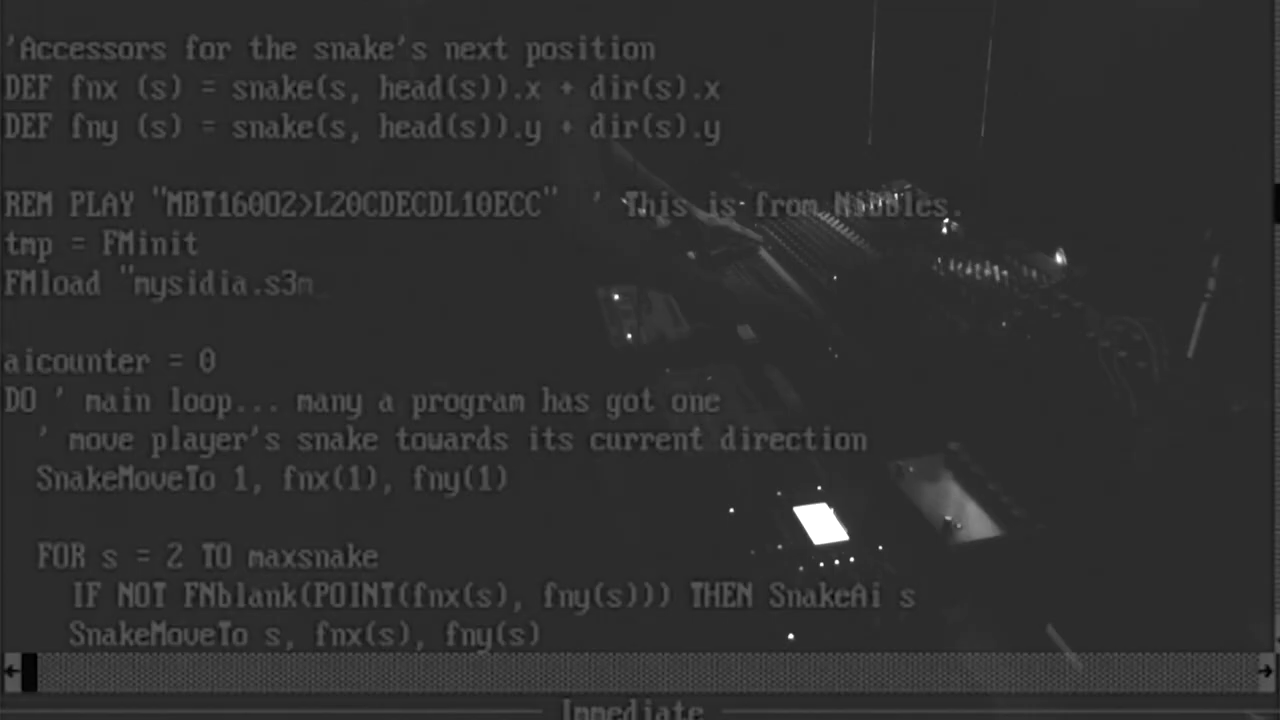 'Accessors for the snake's next position
DEF fnx (s) = snake(s, head(s)).x + dir(s).x
DEF fny (s) = snake(s, head(s)).y + dir(s).y
REM PLAY "MBT160O2>L20CDECDL10ECC"  ' This is from Nibbles.
tmp = FMinit
FMload "mysidia.s3m_
aicounter = 0
DO ' main loop... many a program has got one
' move player's snake towards its current direction
SnakeMoveTo 1, fnx(1), fny(1)
FOR s = 2 TO maxsnake
IF NOT FNblank(POINT(fnx(s), fny(s))) THEN SnakeAi s
SnakeMoveTo s, fnx(s), fny(s)
Immediate